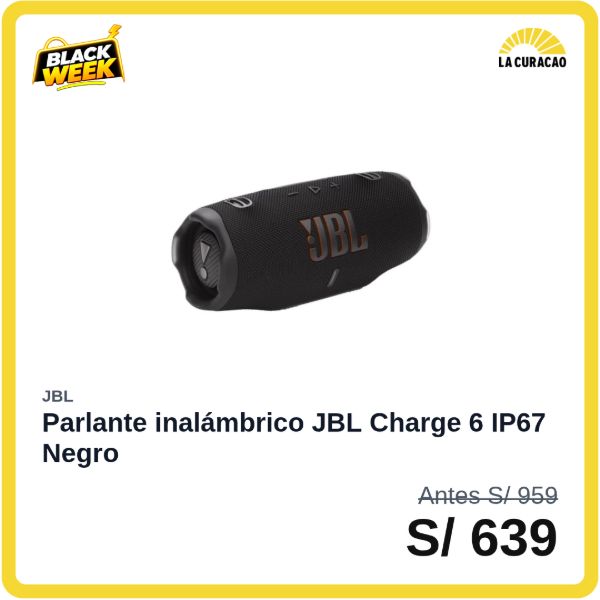 BLACK
WEEK
LA CURACAO
JBL
JBL
Parlante inalámbrico JBL Charge 6 IP67
Negro
Antes S/ 959
S/ 639